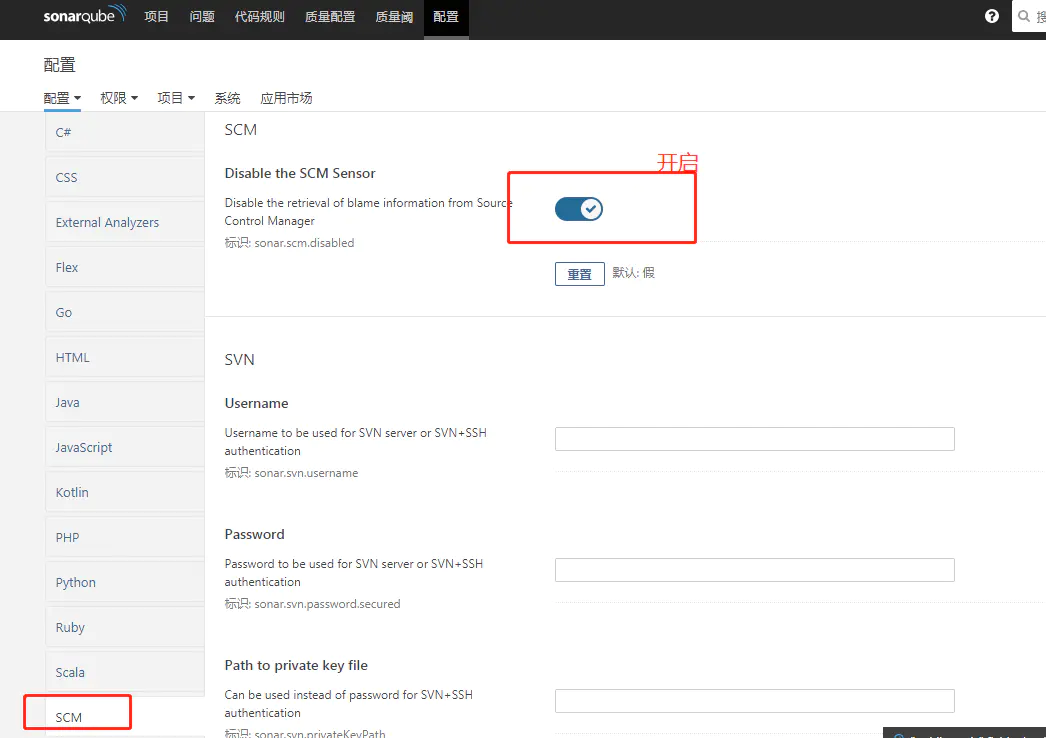 sonarqube 项目 问题 代码规则 质量配置 质量阈 配置
配置
配置 权限 项目 系统 应用市场
C#
CSS
External Analyzers
Flex
Go
HTML
Java
JavaScript
Kotlin
PHP
Python
Ruby
Scala
SCM
SCM
Disable the SCM Sensor
开启
Disable the retrieval of blame information from Source
Control Manager
标识: sonar.scm.disabled
重置 默认: 假
SVN
Username
Username to be used for SVN server or SVN+SSH
authentication
标识: sonar.svn.username
Password
Password to be used for SVN server or SVN+SSH
authentication
标识: sonar.svn.password.secured
Path to private key file
Can be used instead of password for SVN+SSH
authentication
标识: sonar.svn.privateKeyPath